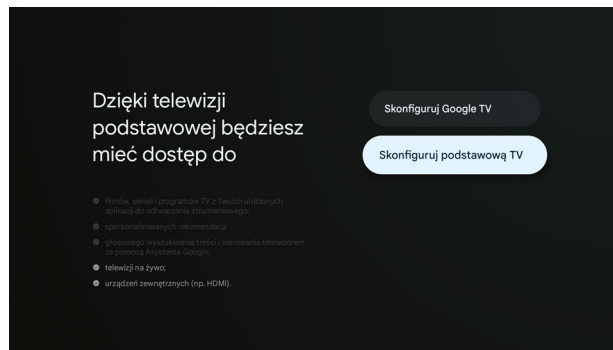 Dzięki telewizji
podstawowej będziesz
mieć dostęp do
filmów, seriali i programów TV z Twoich ulubionych
aplikacji do odtwarzania strumieniowego;
spersonalizowanych rekomendacji;
głosowego wyszukiwania treści i sterowania telewizorem
za pomocą Asystenta Google;
telewizji na żywo;
urządzeń zewnętrznych (np. HDMI).
Skonfiguruj Google TV
Skonfiguruj podstawową TV